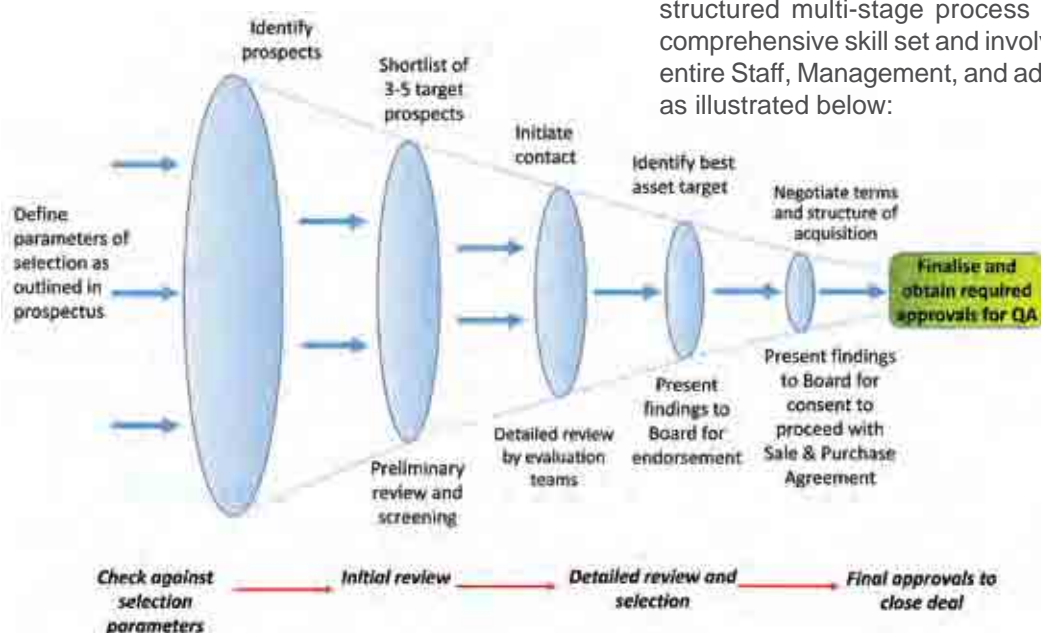 structured multi-stage process
comprehensive skill set and involv
entire Staff, Management, and ad
as illustrated below:
Identify
prospects
Shortlist of
3-5 target
prospects
Initiate
contact
Identify best
asset target
Negotiate terms
and structure of
acquisition
Define
parameters of
selection as
outlined in
prospectus
Finalise and
obtain required
approvals for QA
Preliminary
review and
screening
Detailed review
by evaluation
teams
Present
findings to
Board for
endorsement
Present findings
to Board for
consent to
proceed with
Sale & Purchase
Agreement
Check against
selection
parameters
Initial review
Detailed review and
selection
Final approvals to
close deal